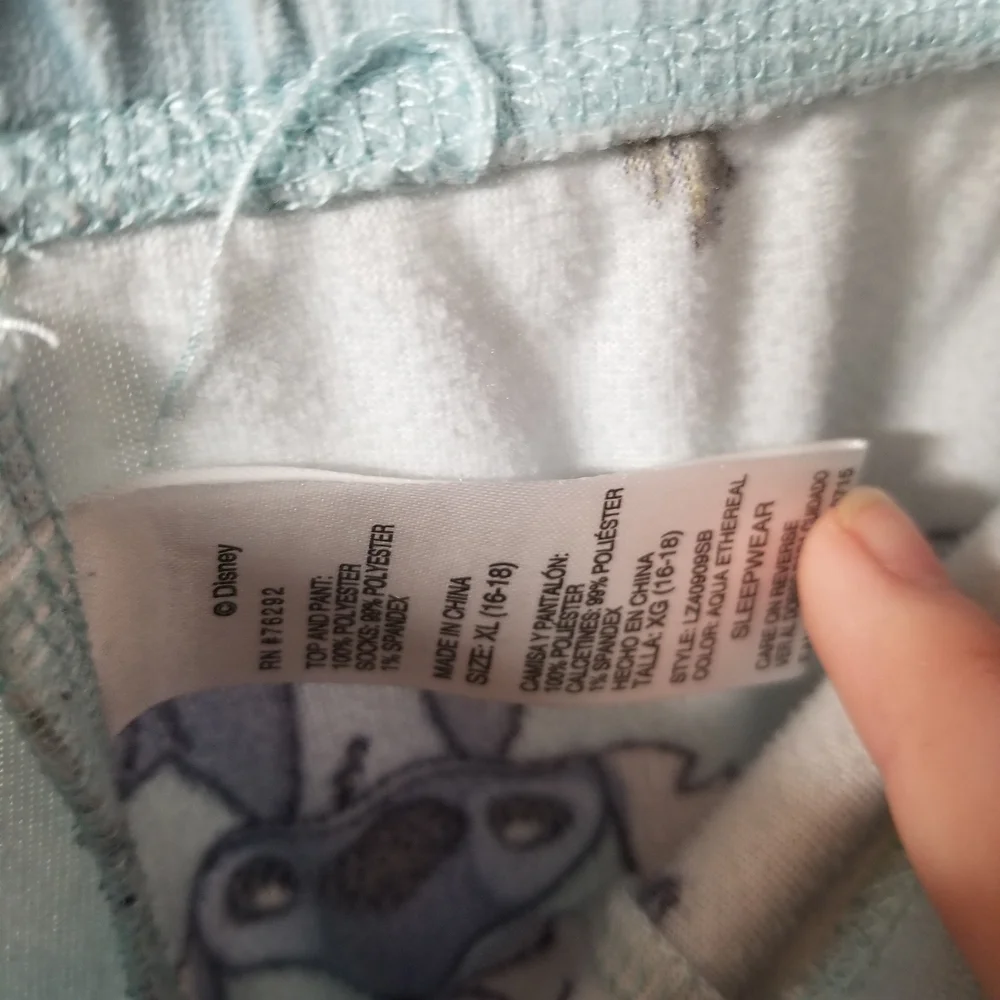 © Disney
RN #76292
TOP AND PANT:
100% POLYESTER
SOCKS: 99% POLYESTER
1% SPANDEX
MADE IN CHINA
SIZE: XL (16-18)
CAMISA Y PANTALÓN:
100% POLIÉSTER
CALCETINES: 99% POLIÉSTER
1% SPANDEX
HECHO EN CHINA
TALLA: XG (16-18)
STYLE: LZ40909SB
COLOR: AQUA ETHEREAL
SLEEPWEAR
CARE ON REVERSE
CUIDADO